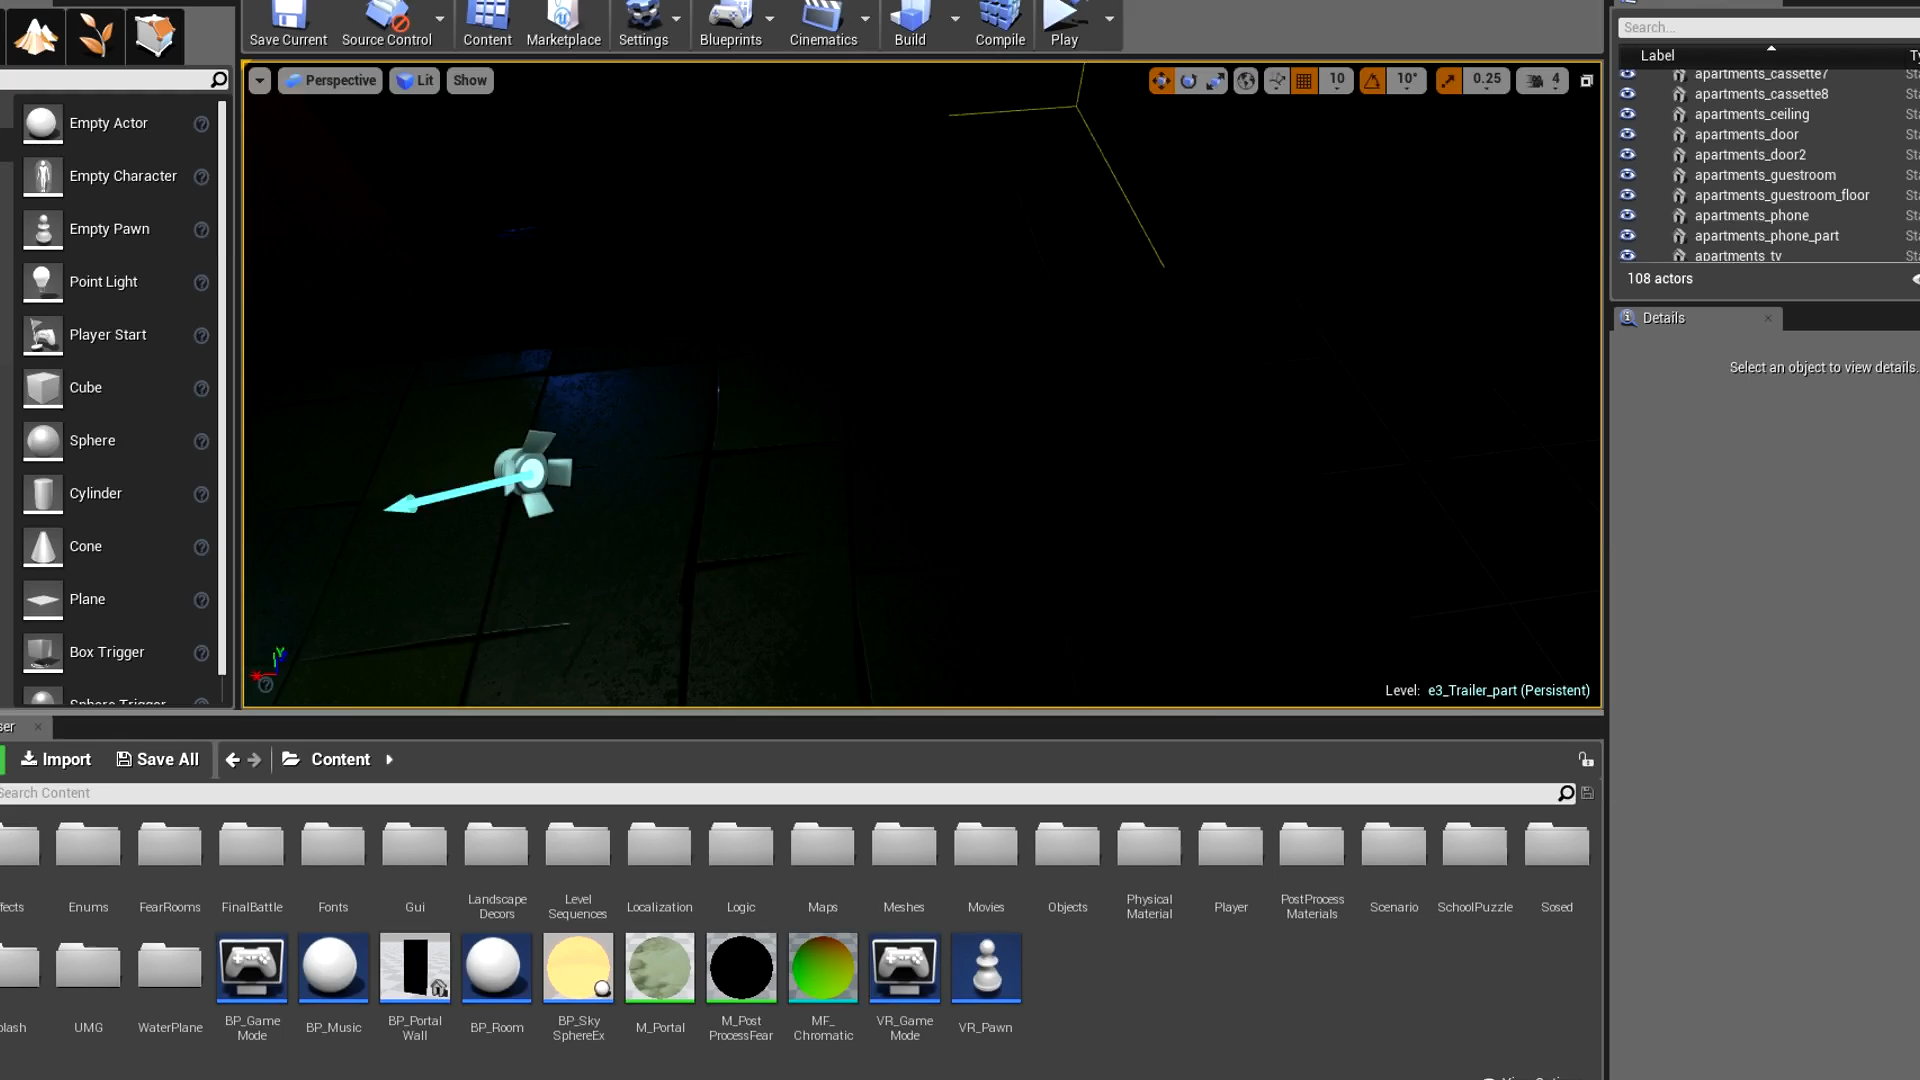 Save Current
Source Control
Content
Marketplace
Settings
Blueprints
Cinematics
Build
Compile
Play
Search...
Label
apartments_cassette7
apartments_cassette8
apartments_ceiling
apartments_door
apartments_door2
apartments_guestroom
apartments_guestroom_floor
apartments_phone
apartments_phone_part
apartments_tv
108 actors
Details
Select an object to view details.
Perspective
Lit
Show
10
10°
0.25
4
Empty Actor
Empty Character
Empty Pawn
Point Light
Player Start
Cube
Sphere
Cylinder
Cone
Plane
Box Trigger
Sphere Trigger
Y
Level: e3_Trailer_part (Persistent)
Import
Save All
Content
Search Content
Enums
FearRooms
FinalBattle
Fonts
Gui
Landscape
Decors
Level
Sequences
Localization
Logic
Maps
Meshes
Movies
Objects
Physical
Material
Player
PostProcess
Materials
Scenario
SchoolPuzzle
Sosed
UMG
WaterPlane
BP_Game
Mode
BP_Music
BP_Portal
Wall
BP_Room
BP_Sky
SphereEx
M_Portal
M_Post
ProcessFear
MF_
Chromatic
VR_Game
Mode
VR_Pawn